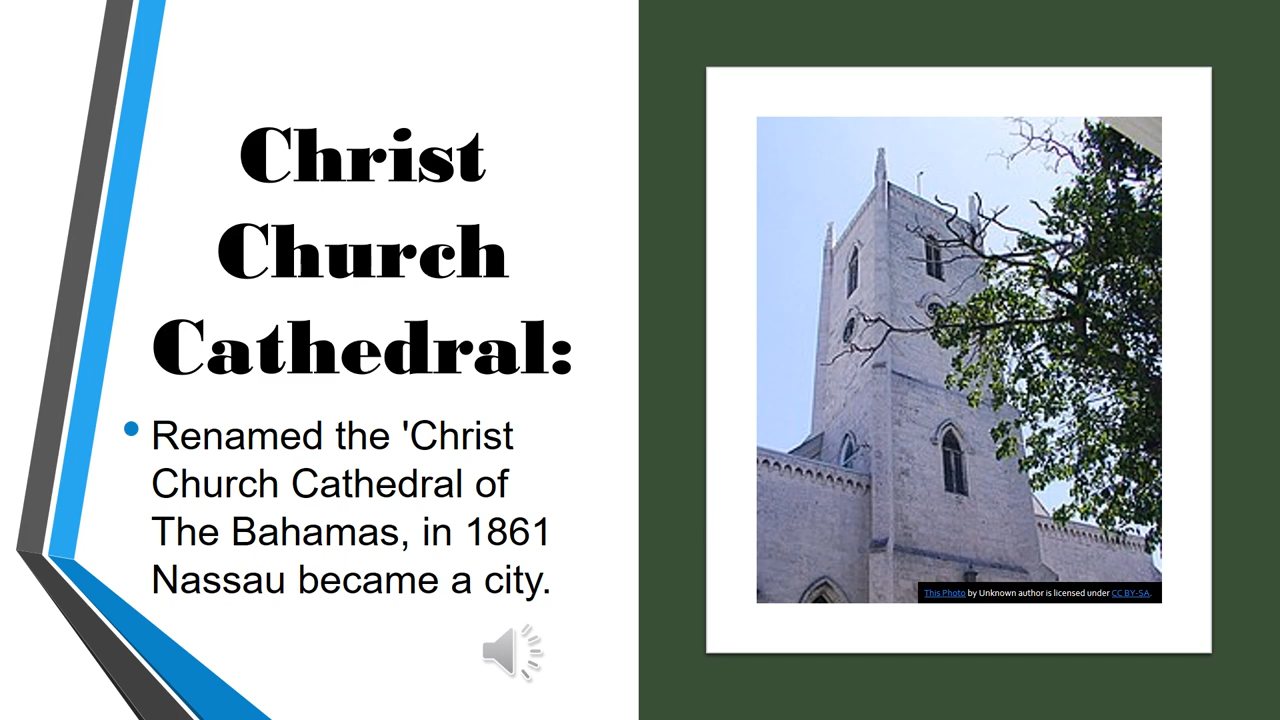 Christ
Church
Cathedral:
• Renamed the 'Christ
Church Cathedral of
The Bahamas, in 1861
Nassau became a city.
This Photo by Unknown author is licensed under CC BY-SA.